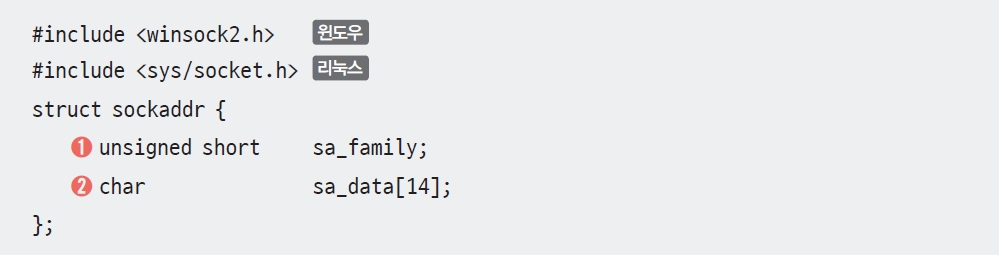 #include <winsock2.h> 윈도우
#include <sys/socket.h> 리눅스
struct sockaddr {
❶ unsigned short sa_family;
❷ char sa_data[14];
};